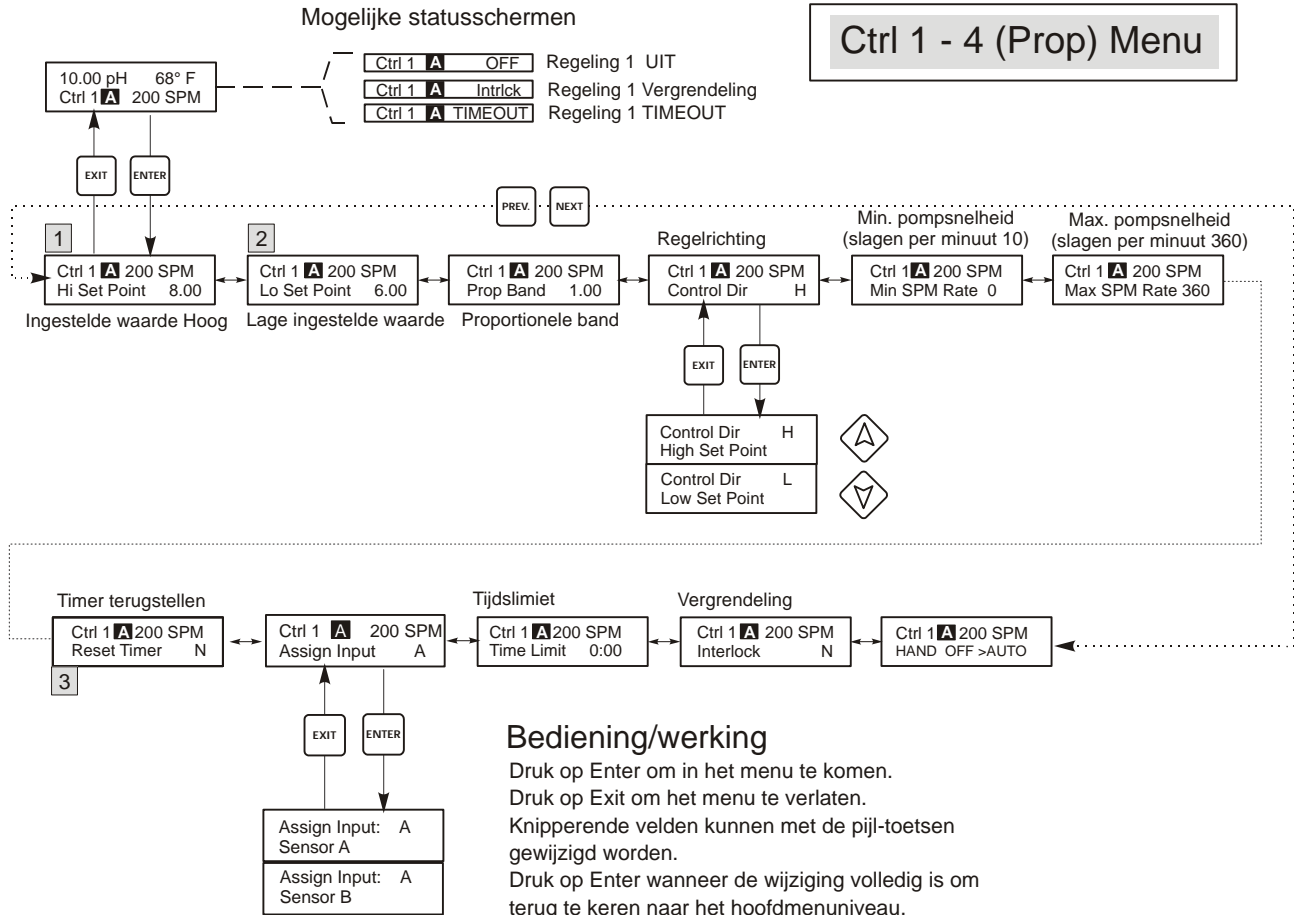 Mogelijke statusschermen
Ctrl 1 - 4 (Prop) Menu
10.00 pH 68° F
Ctrl 1 A 200 SPM
Ctrl 1 A OFF Regeling 1 UIT
Ctrl 1 A Intrlck Regeling 1 Vergrendeling
Ctrl 1 A TIMEOUT Regeling 1 TIMEOUT
EXIT ENTER
PREV. NEXT
1
Ctrl 1 A 200 SPM
Hi Set Point 8.00
Ingestelde waarde Hoog
2
Ctrl 1 A 200 SPM
Lo Set Point 6.00
Lage ingestelde waarde
Ctrl 1 A 200 SPM
Prop Band 1.00
Proportionele band
Regelrichting
Ctrl 1 A 200 SPM
Control Dir H
EXIT ENTER
Control Dir H
High Set Point
Control Dir L
Low Set Point
Min. pompsnelheid
(slagen per minuut 10)
Ctrl 1 A 200 SPM
Min SPM Rate 0
Max. pompsnelheid
(slagen per minuut 360)
Ctrl 1 A 200 SPM
Max SPM Rate 360
Timer terugstellen
Ctrl 1 A 200 SPM
Reset Timer N
3
Ctrl 1 A 200 SPM
Assign Input A
EXIT ENTER
Assign Input: A
Sensor A
Assign Input: A
Sensor B
Tijdslimiet
Ctrl 1 A 200 SPM
Time Limit 0:00
Vergrendeling
Ctrl 1 A 200 SPM
Interlock N
Ctrl 1 A 200 SPM
HAND OFF >AUTO
Bediening/werking
Druk op Enter om in het menu te komen.
Druk op Exit om het menu te verlaten.
Knipperende velden kunnen met de pijl-toetsen
gewijzigd worden.
Druk op Enter wanneer de wijziging volledig is om
terug te keren naar het hoofdmenuniveau.